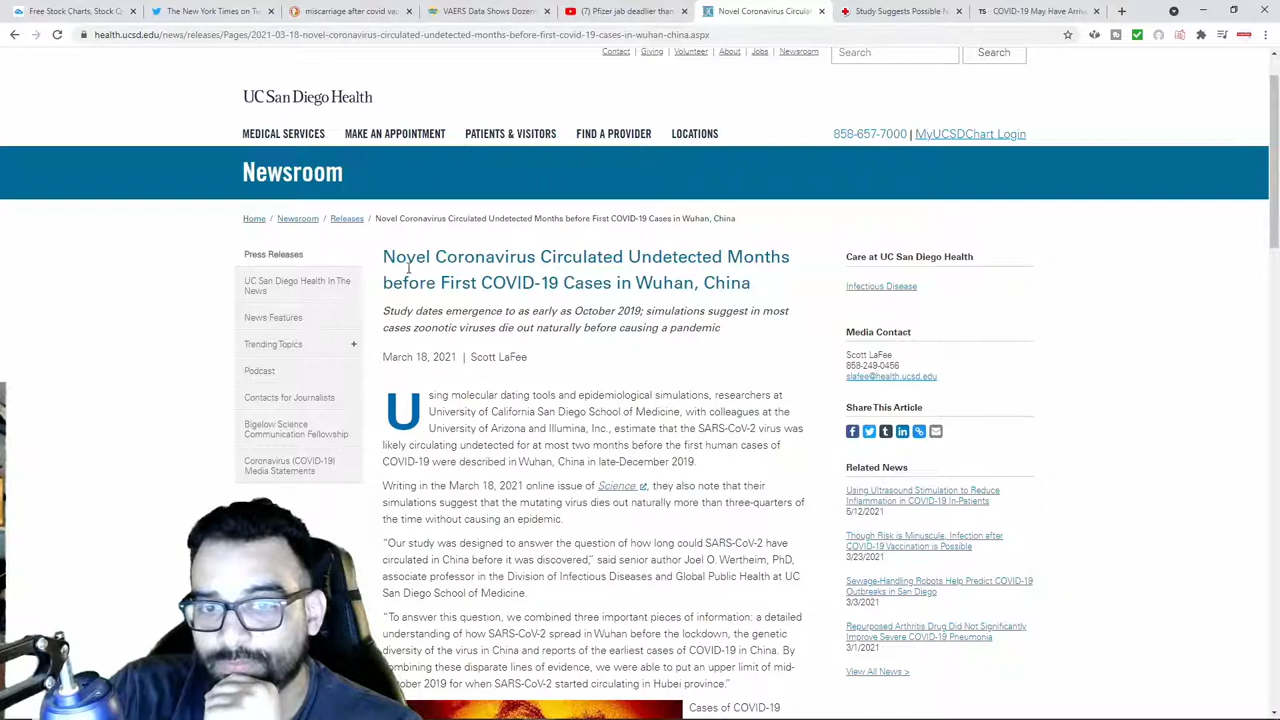 Free Stock Charts, Stock Qu
The New York Times on Twi
miscarriage after covid vacc
VAERS Data Shows Dozens
(7) Pfizer jab deadlier than
Novel Coronavirus Circulat
Study Suggests Possible N
COVID-19 May Have Arriv
health.ucsd.edu/news/releases/Pages/2021-03-18-novel-coronavirus-circulated-undetected-months-before-first-covid-19-cases-in-wuhan-china.aspx
Contact | Giving | Volunteer | About | Jobs | Newsroom
Search
Search
UC San Diego Health
MEDICAL SERVICES MAKE AN APPOINTMENT PATIENTS & VISITORS FIND A PROVIDER LOCATIONS
858-657-7000 | MyUCSDChart Login
Newsroom
Home / Newsroom / Releases / Novel Coronavirus Circulated Undetected Months before First COVID-19 Cases in Wuhan, China
Press Releases
UC San Diego Health In The
News
News Features
Trending Topics +
Podcast
Contacts for Journalists
Bigelow Science
Communication Fellowship
Coronavirus (COVID-19)
Media Statements
Novel Coronavirus Circulated Undetected Months
before First COVID-19 Cases in Wuhan, China
Study dates emergence to as early as October 2019; simulations suggest in most
cases zoonotic viruses die out naturally before causing a pandemic
March 18, 2021 | Scott LaFee
Using molecular dating tools and epidemiological simulations, researchers at
University of California San Diego School of Medicine, with colleagues at the
University of Arizona and Illumina, Inc., estimate that the SARS-CoV-2 virus was
likely circulating undetected for at most two months before the first human cases of
COVID-19 were described in Wuhan, China in late-December 2019.
Writing in the March 18, 2021 online issue of Science, they also note that their
simulations suggest that the mutating virus dies out naturally more than three-quarters of
the time without causing an epidemic.
“Our study was designed to answer the question of how long could SARS-CoV-2 have
circulated in China before it was discovered,” said senior author Joel O. Wertheim, PhD,
associate professor in the Division of Infectious Diseases and Global Public Health at UC
San Diego School of Medicine.
“To answer this question, we combined three important pieces of information: a detailed
understanding of how SARS-CoV-2 spread in Wuhan before the lockdown, the genetic
diversity of the virus in China and reports of the earliest cases of COVID-19 in China. By
mbining these disparate lines of evidence, we were able to put an upper limit of mid-
tober 2019 for when SARS-CoV-2 started circulating in Hubei province.”
Cases of COVID-19
Care at UC San Diego Health
Infectious Disease
Media Contact
Scott LaFee
858-249-0456
slafee@health.ucsd.edu
Share This Article
Related News
Using Ultrasound Stimulation to Reduce
Inflammation in COVID-19 In-Patients
5/12/2021
Though Risk is Minuscule, Infection after
COVID-19 Vaccination is Possible
3/23/2021
Sewage-Handling Robots Help Predict COVID-19
Outbreaks in San Diego
3/3/2021
Repurposed Arthritis Drug Did Not Significantly
Improve Severe COVID-19 Pneumonia
3/1/2021
View All News >